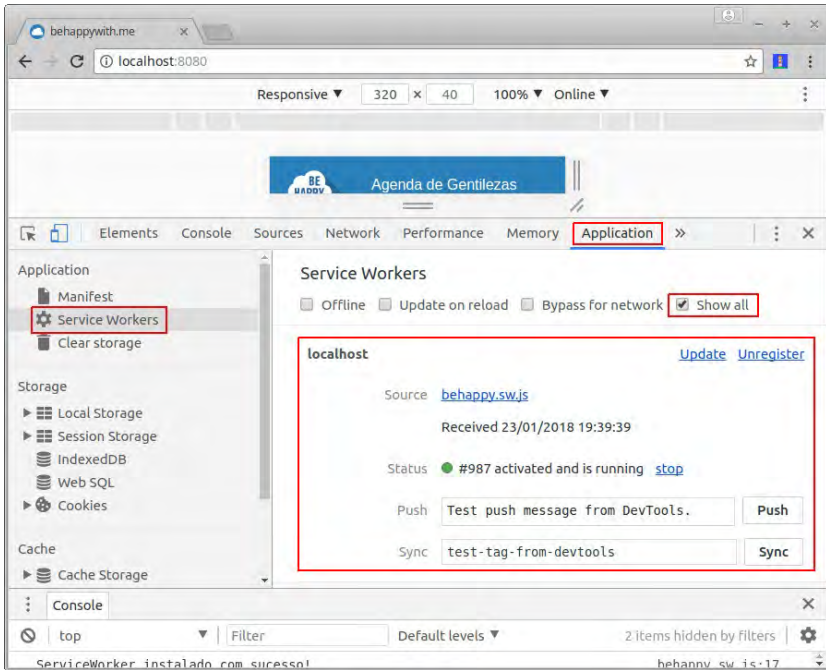 behappywith.me
localhost:8080
Responsive ▼ 320 × 40 100% ▼ Online ▼
BE
HAPPY
Agenda de Gentilezas
Elements Console Sources Network Performance Memory Application »
Application
Manifest
Service Workers
Clear storage
Storage
Local Storage
Session Storage
IndexedDB
Web SQL
Cookies
Cache
Cache Storage
Service Workers
Offline Update on reload Bypass for network Show all
localhost Update Unregister
Source behappy.sw.js
Received 23/01/2018 19:39:39
Status #987 activated and is running stop
Push Test push message from DevTools. Push
Sync test-tag-from-devtools Sync
Console
top ▼ Filter Default levels ▼ 2 items hidden by filters
ServiceWorker instalado com sucesso! behappy.sw.js:17